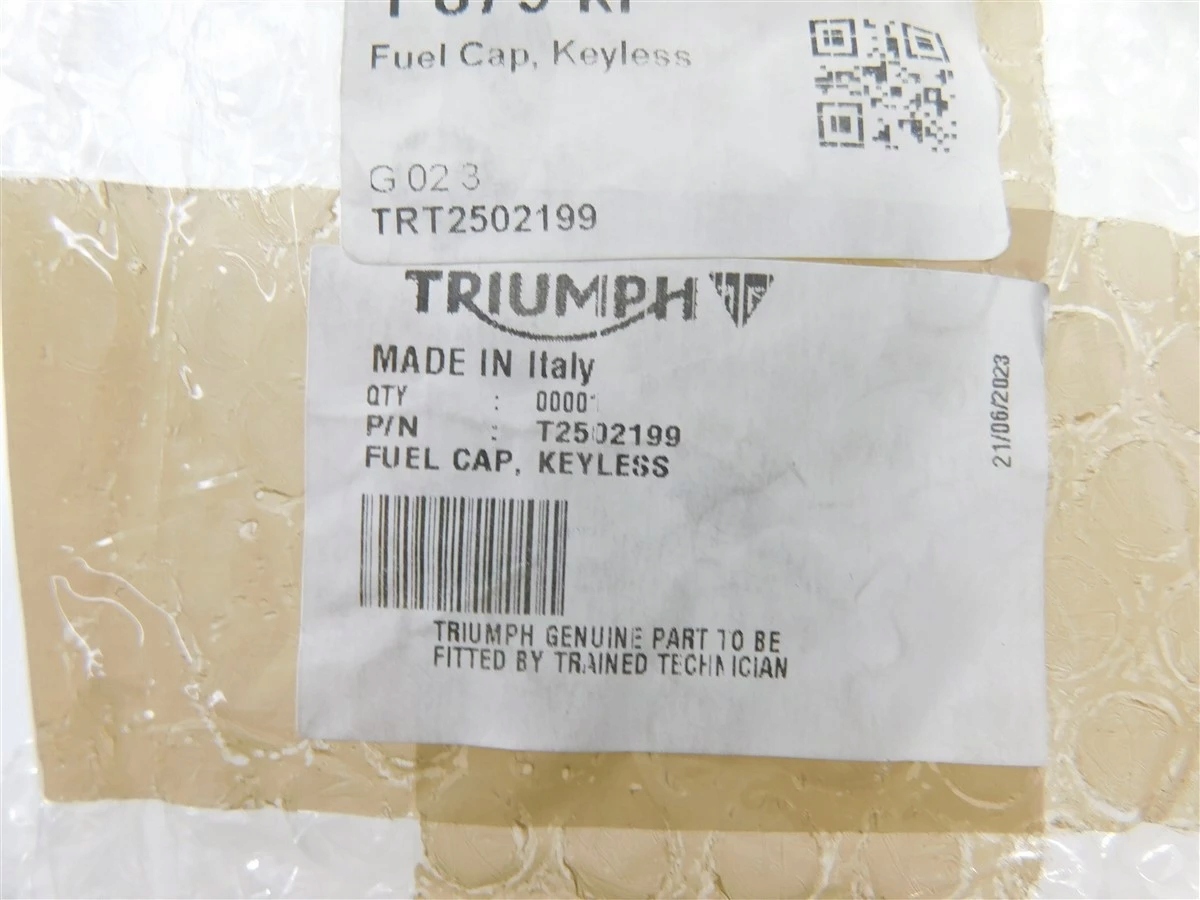 Fuel Cap, Keyless
G 02 3
TRT2502199
TRIUMPH
MADE IN Italy
QTY : 00001
P/N : T2502199
FUEL CAP, KEYLESS
21/06/2023
TRIUMPH GENUINE PART TO BE
FITTED BY TRAINED TECHNICIAN